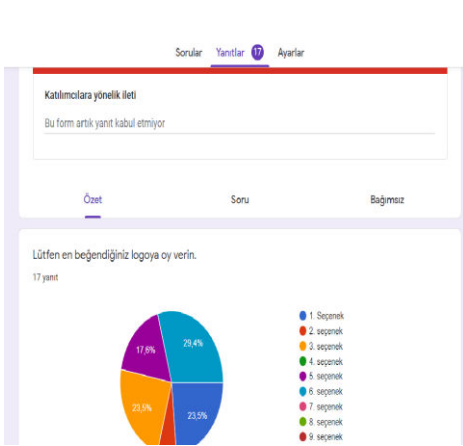 Sorular Yanıtlar 17 Ayarlar
Katılımcılara yönelik ileti
Bu form artık yanıt kabul etmiyor
Özet Soru Bağımsız
Lütfen en beğendiğiniz logoya oy verin.
17 yanıt
1. Seçenek
2. seçenek
3. seçenek
4. seçenek
5. seçenek
6. seçenek
7. seçenek
8. seçenek
9. seçenek
17,6%
29,4%
23,5%
23,5%